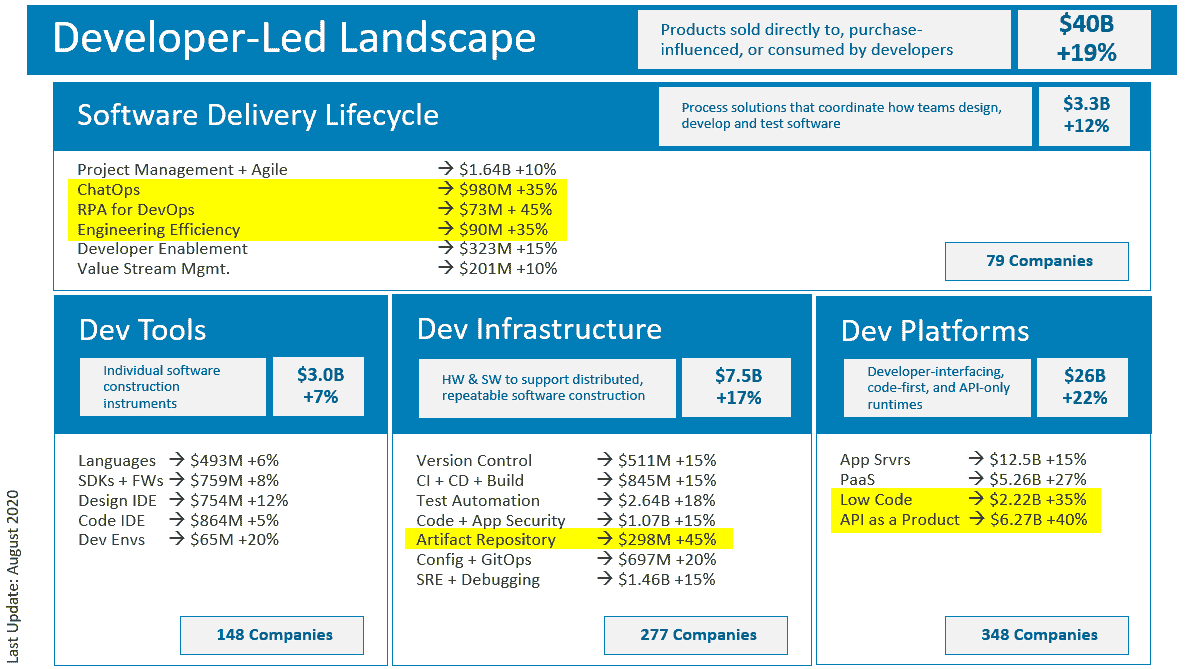 Developer-Led Landscape
Products sold directly to, purchase-
influenced, or consumed by developers
$40B
+19%
Software Delivery Lifecycle
Process solutions that coordinate how teams design,
develop and test software
$3.3B
+12%
Project Management + Agile → $1.64B +10%
ChatOps → $980M +35%
RPA for DevOps → $73M + 45%
Engineering Efficiency → $90M +35%
Developer Enablement → $323M +15%
Value Stream Mgmt. → $201M +10%
79 Companies
Dev Tools
Individual software
construction
instruments
$3.0B
+7%
Languages → $493M +6%
SDKs + FWs → $759M +8%
Design IDE → $754M +12%
Code IDE → $864M +5%
Dev Envs → $65M +20%
148 Companies
Dev Infrastructure
HW & SW to support distributed,
repeatable software construction
$7.5B
+17%
Version Control → $511M +15%
CI + CD + Build → $845M +15%
Test Automation → $2.64B +18%
Code + App Security → $1.07B +15%
Artifact Repository → $298M +45%
Config + GitOps → $697M +20%
SRE + Debugging → $1.46B +15%
277 Companies
Dev Platforms
Developer-interfacing,
code-first, and API-only
runtimes
$26B
+22%
App Srvrs → $12.5B +15%
PaaS → $5.26B +27%
Low Code → $2.22B +35%
API as a Product → $6.27B +40%
348 Companies
Last Update: August 2020